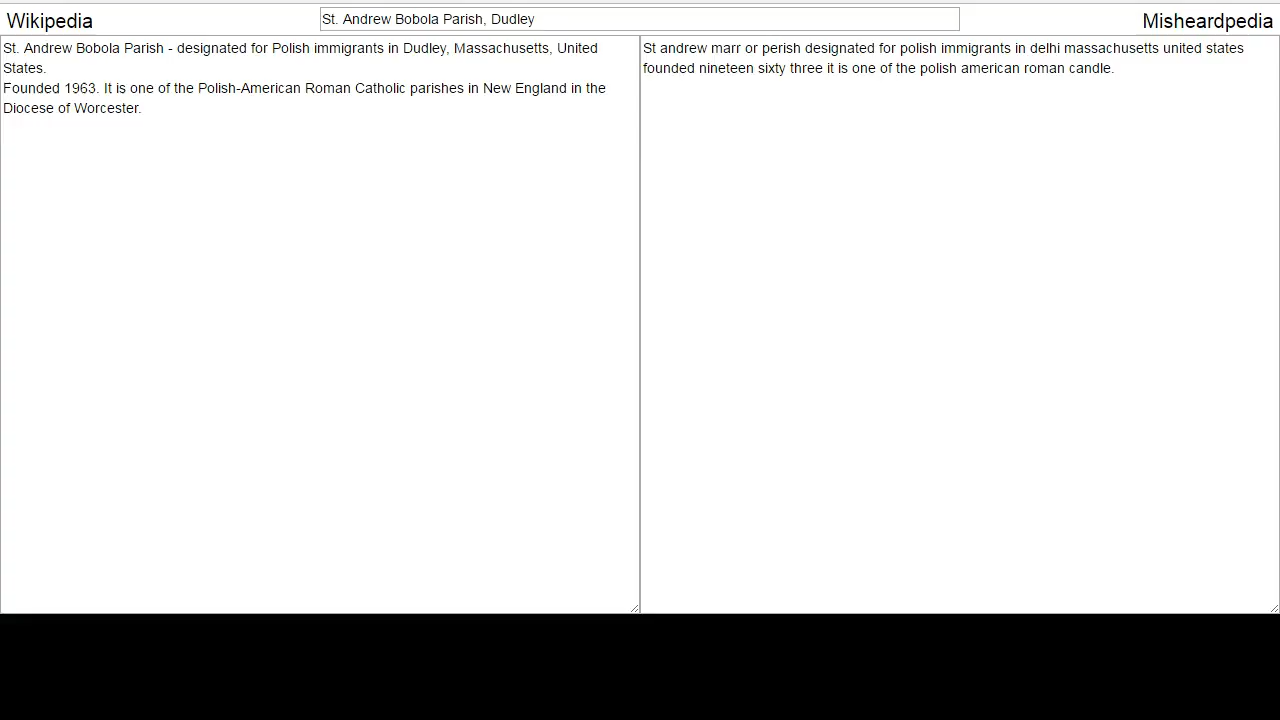 Wikipedia
St. Andrew Bobola Parish, Dudley
Misheardpedia
St. Andrew Bobola Parish - designated for Polish immigrants in Dudley, Massachusetts, United
States.
Founded 1963. It is one of the Polish-American Roman Catholic parishes in New England in the
Diocese of Worcester.
St andrew marr or perish designated for polish immigrants in delhi massachusetts united states
founded nineteen sixty three it is one of the polish american roman candle.